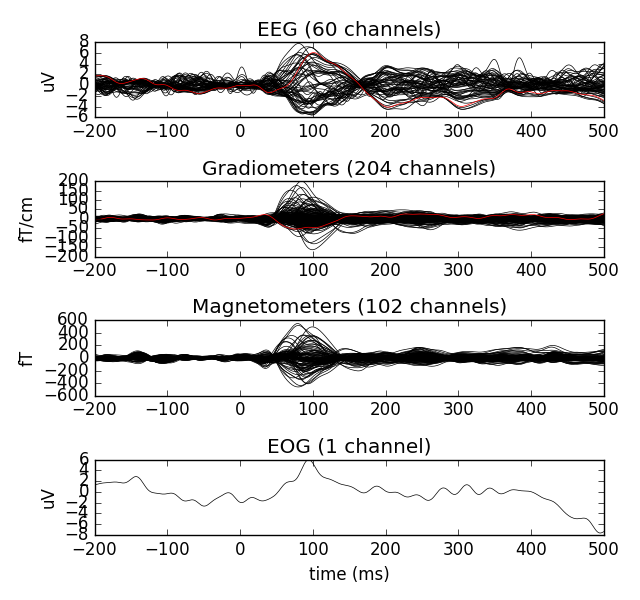 EEG (60 channels)
8
6
4
2
0
−2
−4
−6
uV
−200 −100 0 100 200 300 400 500
Gradiometers (204 channels)
200
150
100
50
0
−50
−100
−150
−200
fT/cm
−200 −100 0 100 200 300 400 500
Magnetometers (102 channels)
600
400
200
0
−200
−400
−600
fT
−200 −100 0 100 200 300 400 500
EOG (1 channel)
6
4
2
0
−2
−4
−6
−8
uV
−200 −100 0 100 200 300 400 500
time (ms)